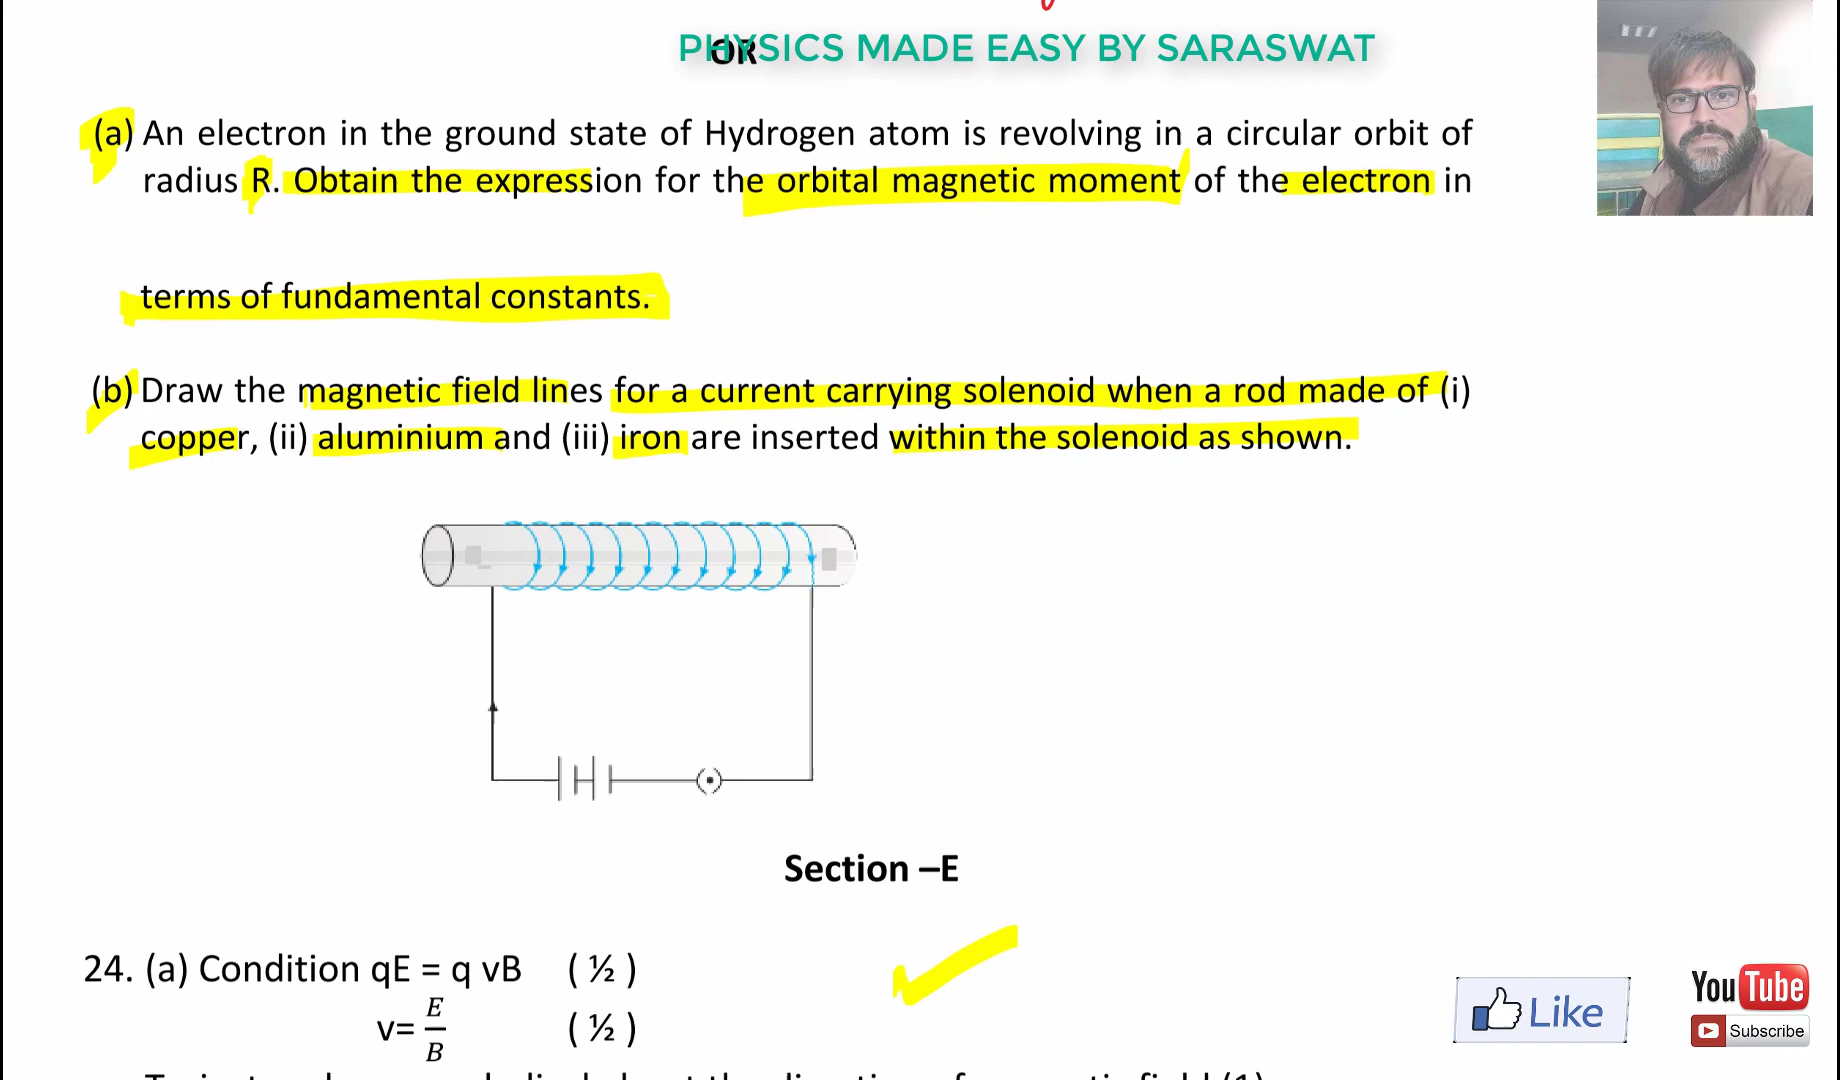 PHYSICS MADE EASY BY SARASWAT
OR
(a) An electron in the ground state of Hydrogen atom is revolving in a circular orbit of
radius R. Obtain the expression for the orbital magnetic moment of the electron in
terms of fundamental constants.
(b) Draw the magnetic field lines for a current carrying solenoid when a rod made of (i)
copper, (ii) aluminium and (iii) iron are inserted within the solenoid as shown.
Section –E
24. (a) Condition qE = q vB ( ½ )
v= E/B ( ½ )
Like
YouTube
Subscribe